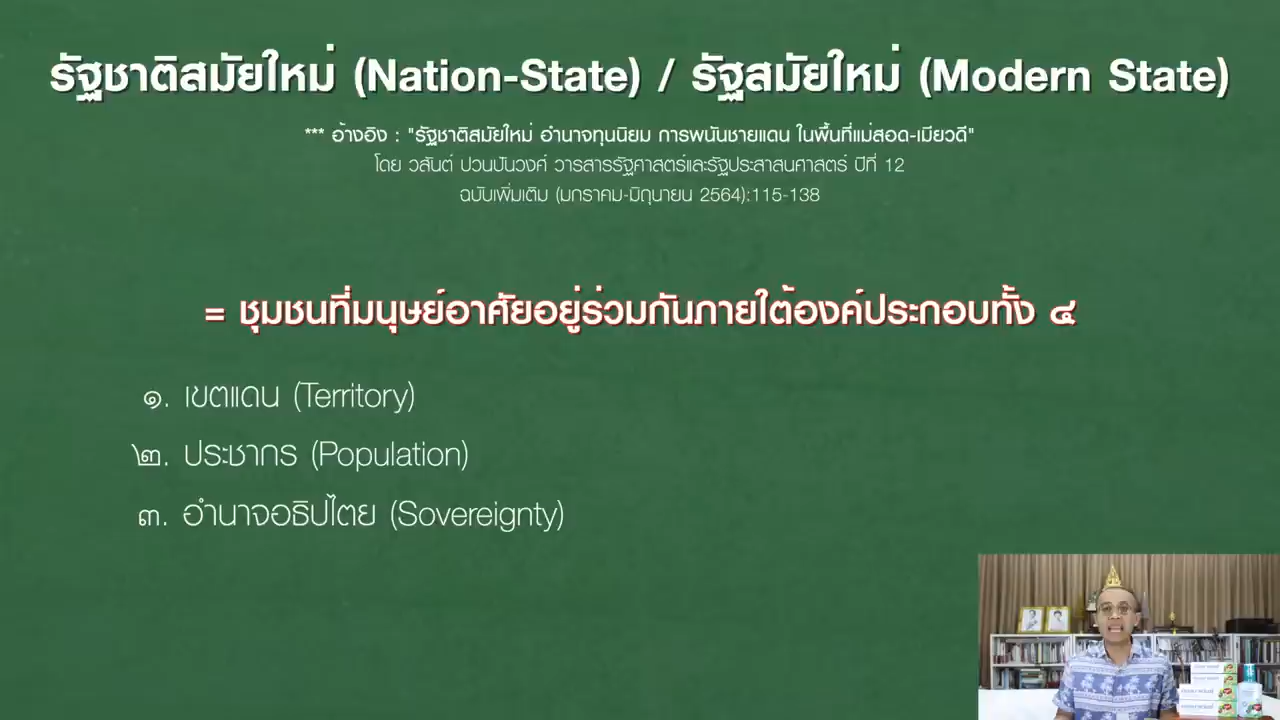 รัฐชาติสมัยใหม่ (Nation-State) / รัฐสมัยใหม่ (Modern State)
*** อ้างอิง : "รัฐชาติสมัยใหม่ อำนาจทุนนิยม การพนันชายแดน ในพื้นที่แม่สอด-เมียวดี"
โดย วสันต์ ปวนปันวงศ์ วารสารรัฐศาสตร์และรัฐประศาสนศาสตร์ ปีที่ 12
ฉบับเพิ่มเติม (มกราคม-มิถุนายน 2564):115-138
= ชุมชนที่มนุษย์อาศัยอยู่ร่วมกันภายใต้องค์ประกอบทั้ง ๔
๑. เขตแดน (Territory)
๒. ประชากร (Population)
๓. อำนาจอธิปไตย (Sovereignty)